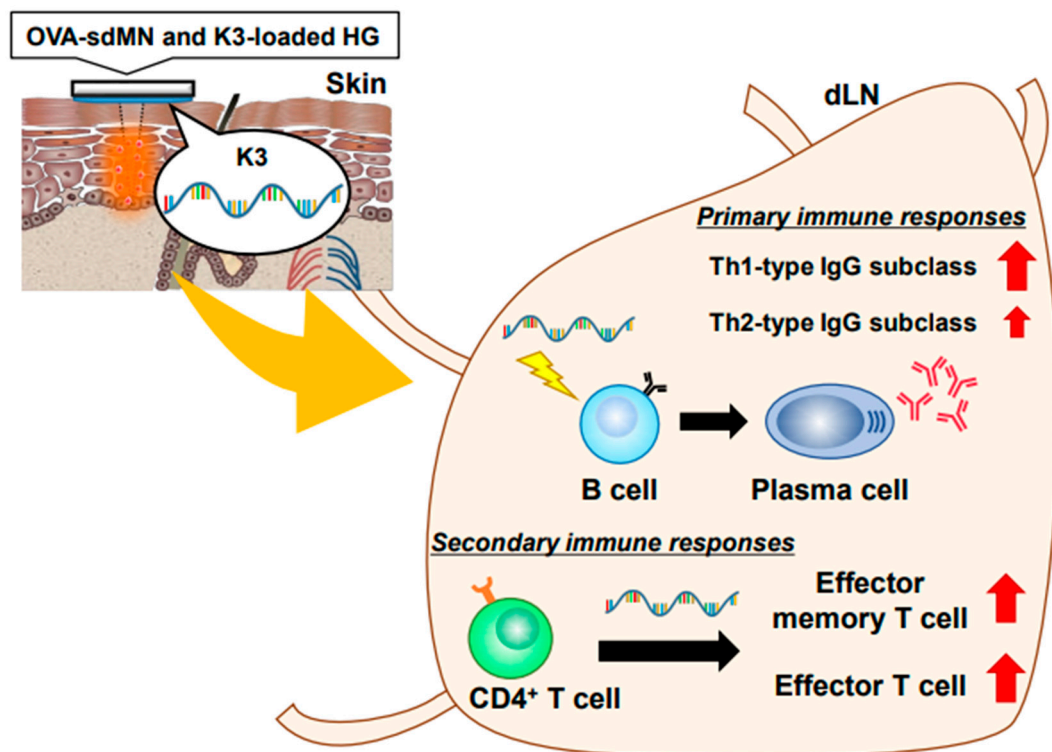 OVA-sdMN and K3-loaded HG
Skin
K3
dLN
Primary immune responses
Th1-type IgG subclass
Th2-type IgG subclass
B cell
Plasma cell
Secondary immune responses
CD4⁺ T cell
Effector
memory T cell
Effector T cell